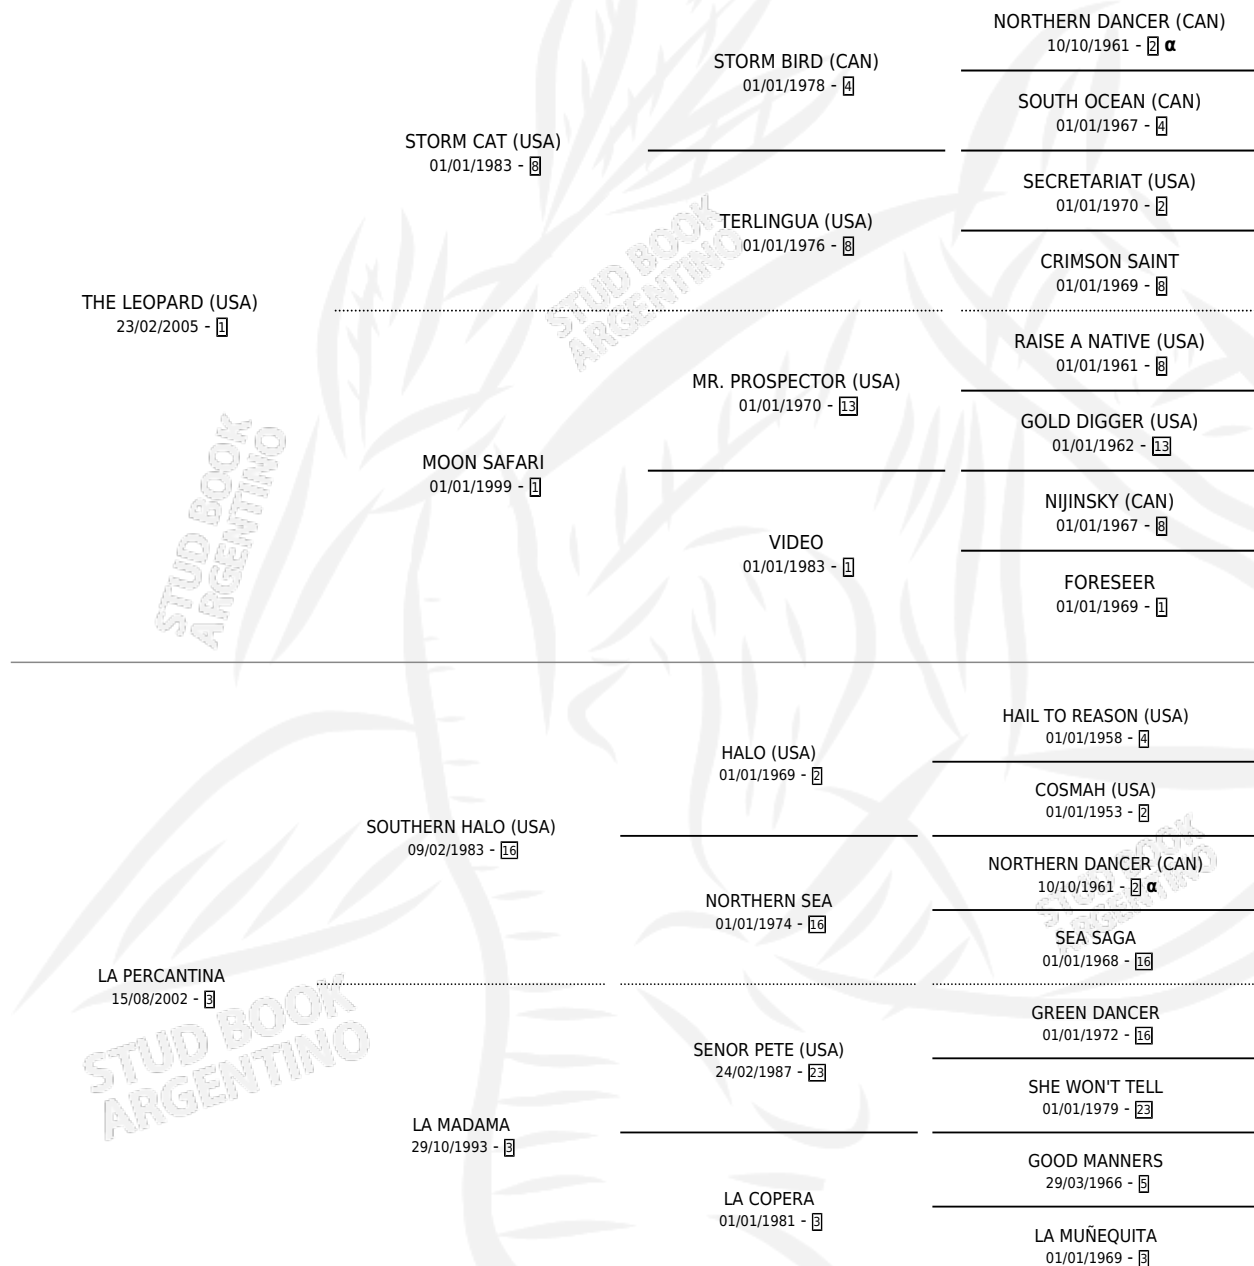 NORTHERN DANCER (CAN)
10/10/1961 - 2 α
STORM BIRD (CAN)
01/01/1978 - 4
SOUTH OCEAN (CAN)
01/01/1967 - 4
STORM CAT (USA)
01/01/1983 - 8
SECRETARIAT (USA)
01/01/1970 - 2
TERLINGUA (USA)
01/01/1976 - 8
CRIMSON SAINT
01/01/1969 - 8
THE LEOPARD (USA)
23/02/2005 - 1
RAISE A NATIVE (USA)
01/01/1961 - 8
MR. PROSPECTOR (USA)
01/01/1970 - 13
GOLD DIGGER (USA)
01/01/1962 - 13
MOON SAFARI
01/01/1999 - 1
NIJINSKY (CAN)
01/01/1967 - 8
VIDEO
01/01/1983 - 1
FORESEER
01/01/1969 - 1
HAIL TO REASON (USA)
01/01/1958 - 4
HALO (USA)
01/01/1969 - 2
COSMAH (USA)
01/01/1953 - 2
SOUTHERN HALO (USA)
09/02/1983 - 16
NORTHERN DANCER (CAN)
10/10/1961 - 2 α
NORTHERN SEA
01/01/1974 - 16
SEA SAGA
01/01/1968 - 16
LA PERCANTINA
15/08/2002 - 3
GREEN DANCER
01/01/1972 - 16
SENOR PETE (USA)
24/02/1987 - 23
SHE WON'T TELL
01/01/1979 - 23
LA MADAMA
29/10/1993 - 3
GOOD MANNERS
29/03/1966 - 5
LA COPERA
01/01/1981 - 3
LA MUÑEQUITA
01/01/1969 - 3
STUD BOOK
ARGENTINO
STUD BOOK
ARGENTINO
STUD BOOK
ARGENTINO
STUD BOOK
ARGENTINO